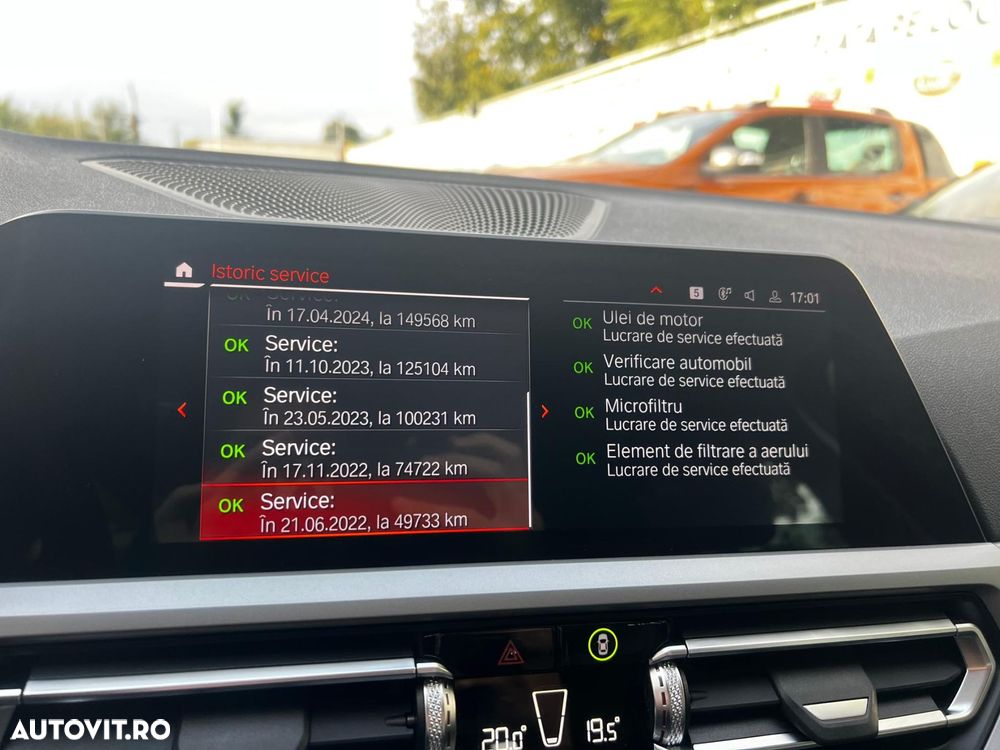 Istoric service
Service:
În 17.04.2024, la 149568 km
OK Service:
În 11.10.2023, la 125104 km
OK Service:
În 23.05.2023, la 100231 km
OK Service:
În 17.11.2022, la 74722 km
OK Service:
În 21.06.2022, la 49733 km
5 17:01
OK Ulei de motor
Lucrare de service efectuată
OK Verificare automobil
Lucrare de service efectuată
OK Microfiltru
Lucrare de service efectuată
OK Element de filtrare a aerului
Lucrare de service efectuată
20.0° 19.5°
AUTOVIT.RO